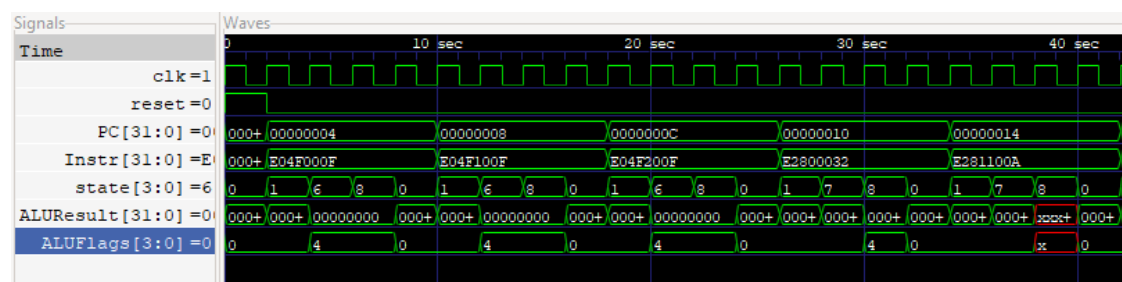 Signals Waves
Time 0 10 sec 20 sec 30 sec 40 sec
clk=1
reset=0
PC[31:0]=00 000+ 00000004 00000008 0000000C 00000010 00000014
Instr[31:0]=E 000+ E04F000F E04F100F E04F200F E2800032 E281100A
state[3:0]=6 0 1 6 8 0 1 6 8 0 1 6 8 0 1 7 8 0 1 7 8 0
ALUResult[31:0]=00 000+ 000+ 00000000 000+ 000+ 00000000 000+ 000+ 00000000 000+ 000+ 000+ 000+ 000+ 000+ 000+ xxx+ 000+
ALUFlags[3:0]=0 0 4 0 4 0 4 0 4 0 x 0